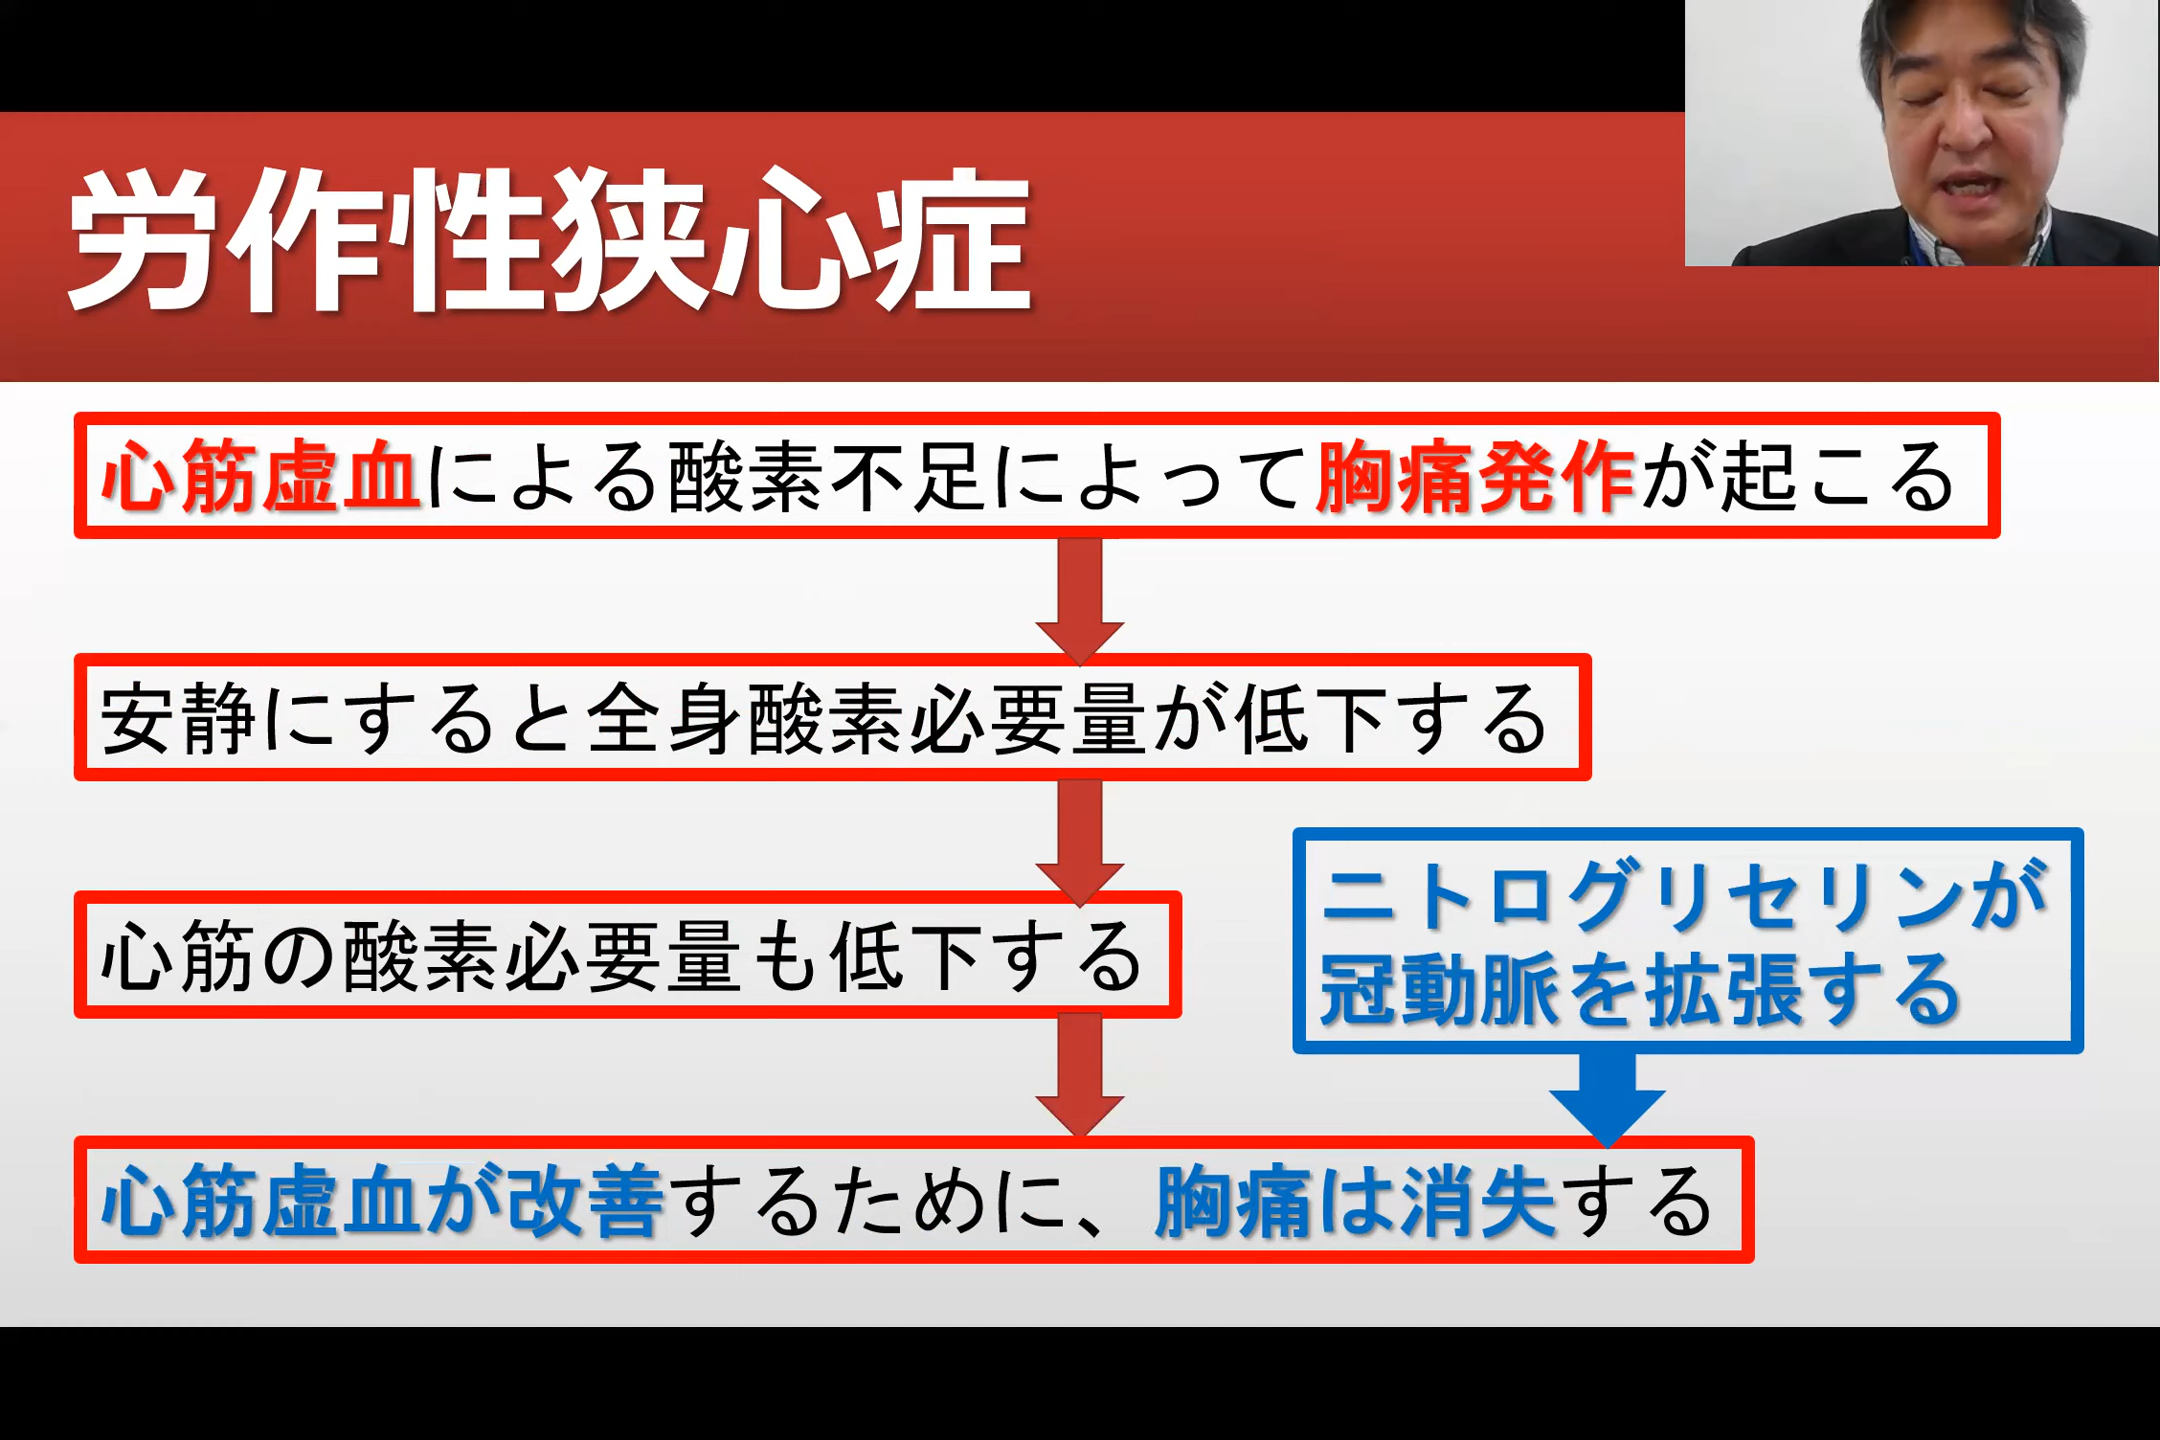 労作性狭心症
心筋虚血による酸素不足によって胸痛発作が起こる
安静にすると全身酸素必要量が低下する
心筋の酸素必要量も低下する
ニトログリセリンが
冠動脈を拡張する
心筋虚血が改善するために、胸痛は消失する